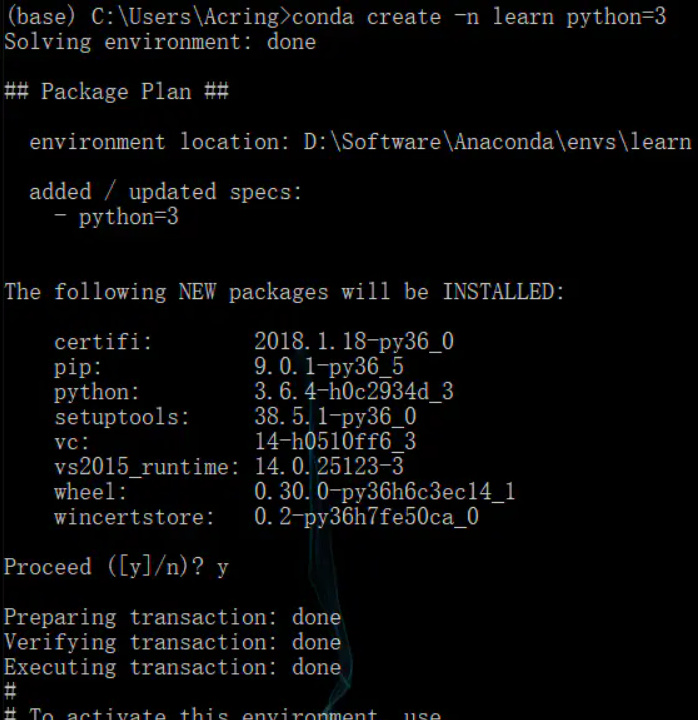 (base) C:\Users\Acring>conda create -n learn python=3
Solving environment: done
## Package Plan ##
environment location: D:\Software\Anaconda\envs\learn
added / updated specs:
- python=3
The following NEW packages will be INSTALLED:
certifi: 2018.1.18-py36_0
pip: 9.0.1-py36_5
python: 3.6.4-h0c2934d_3
setuptools: 38.5.1-py36_0
vc: 14-h0510ff6_3
vs2015_runtime: 14.0.25123-3
wheel: 0.30.0-py36h6c3ec14_1
wincertstore: 0.2-py36h7fe50ca_0
Proceed ([y]/n)? y
Preparing transaction: done
Verifying transaction: done
Executing transaction: done
#
# To activate this environment, use